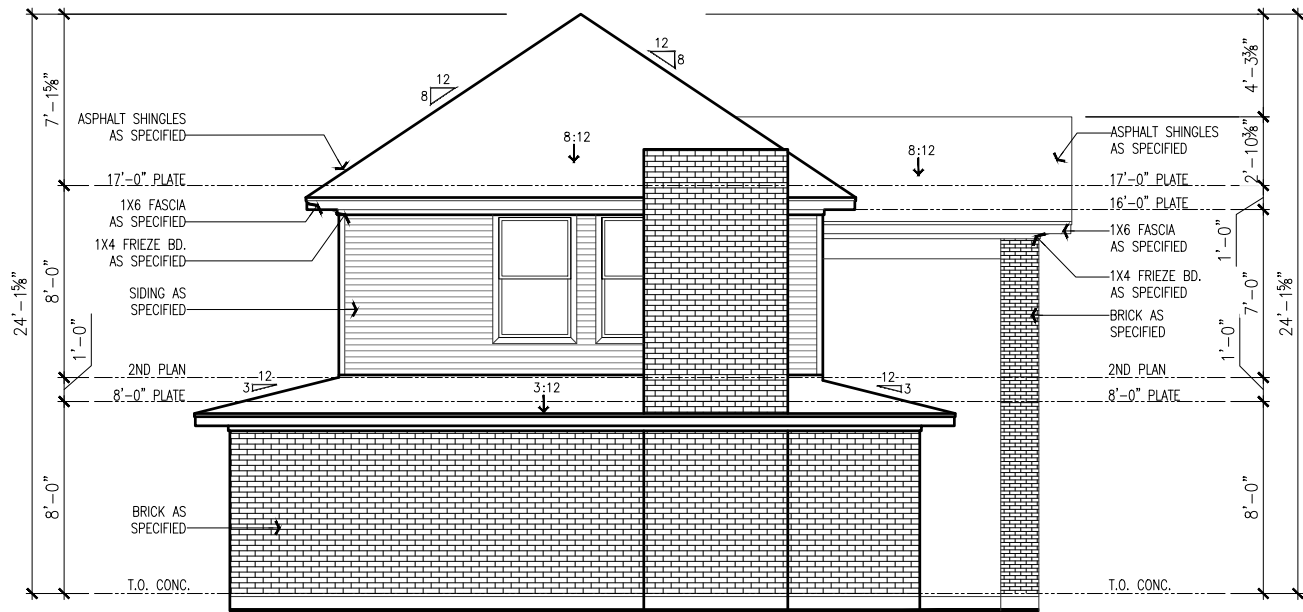 12
8
12
8
7'-1⅝"
4'-3¾"
ASPHALT SHINGLES
AS SPECIFIED
8:12
8:12
ASPHALT SHINGLES
AS SPECIFIED
2'-10⅜"
17'-0" PLATE
17'-0" PLATE
1X6 FASCIA
AS SPECIFIED
16'-0" PLATE
1X6 FASCIA
AS SPECIFIED
1'-0"
1X4 FRIEZE BD.
AS SPECIFIED
1X4 FRIEZE BD.
AS SPECIFIED
8'-0"
7'-0"
SIDING AS
SPECIFIED
BRICK AS
SPECIFIED
24'-1⅝"
24'-1⅝"
1'-0"
1'-0"
2ND PLAN
2ND PLAN
12
3
3:12
12
3
8'-0" PLATE
8'-0" PLATE
8'-0"
8'-0"
BRICK AS
SPECIFIED
T.O. CONC.
T.O. CONC.